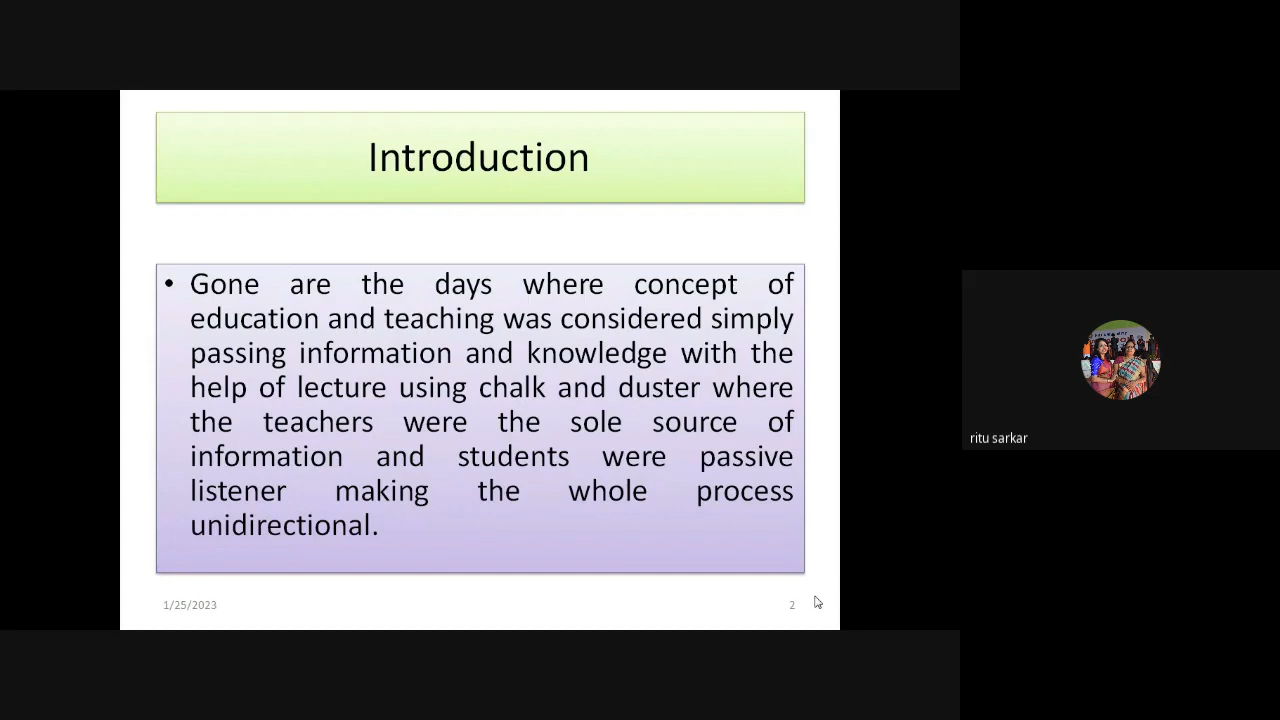 Introduction
• Gone are the days where concept of
education and teaching was considered simply
passing information and knowledge with the
help of lecture using chalk and duster where
the teachers were the sole source of
information and students were passive
listener making the whole process
unidirectional.
1/25/2023
2
ritu sarkar